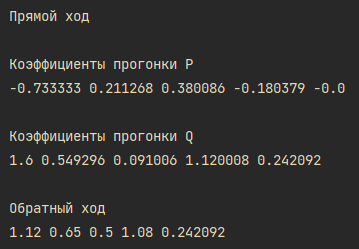 Прямой ход
Коэффициенты прогонки P
-0.733333 0.211268 0.380086 -0.180379 -0.0
Коэффициенты прогонки Q
1.6 0.549296 0.091006 1.120008 0.242092
Обратный ход
1.12 0.65 0.5 1.08 0.242092